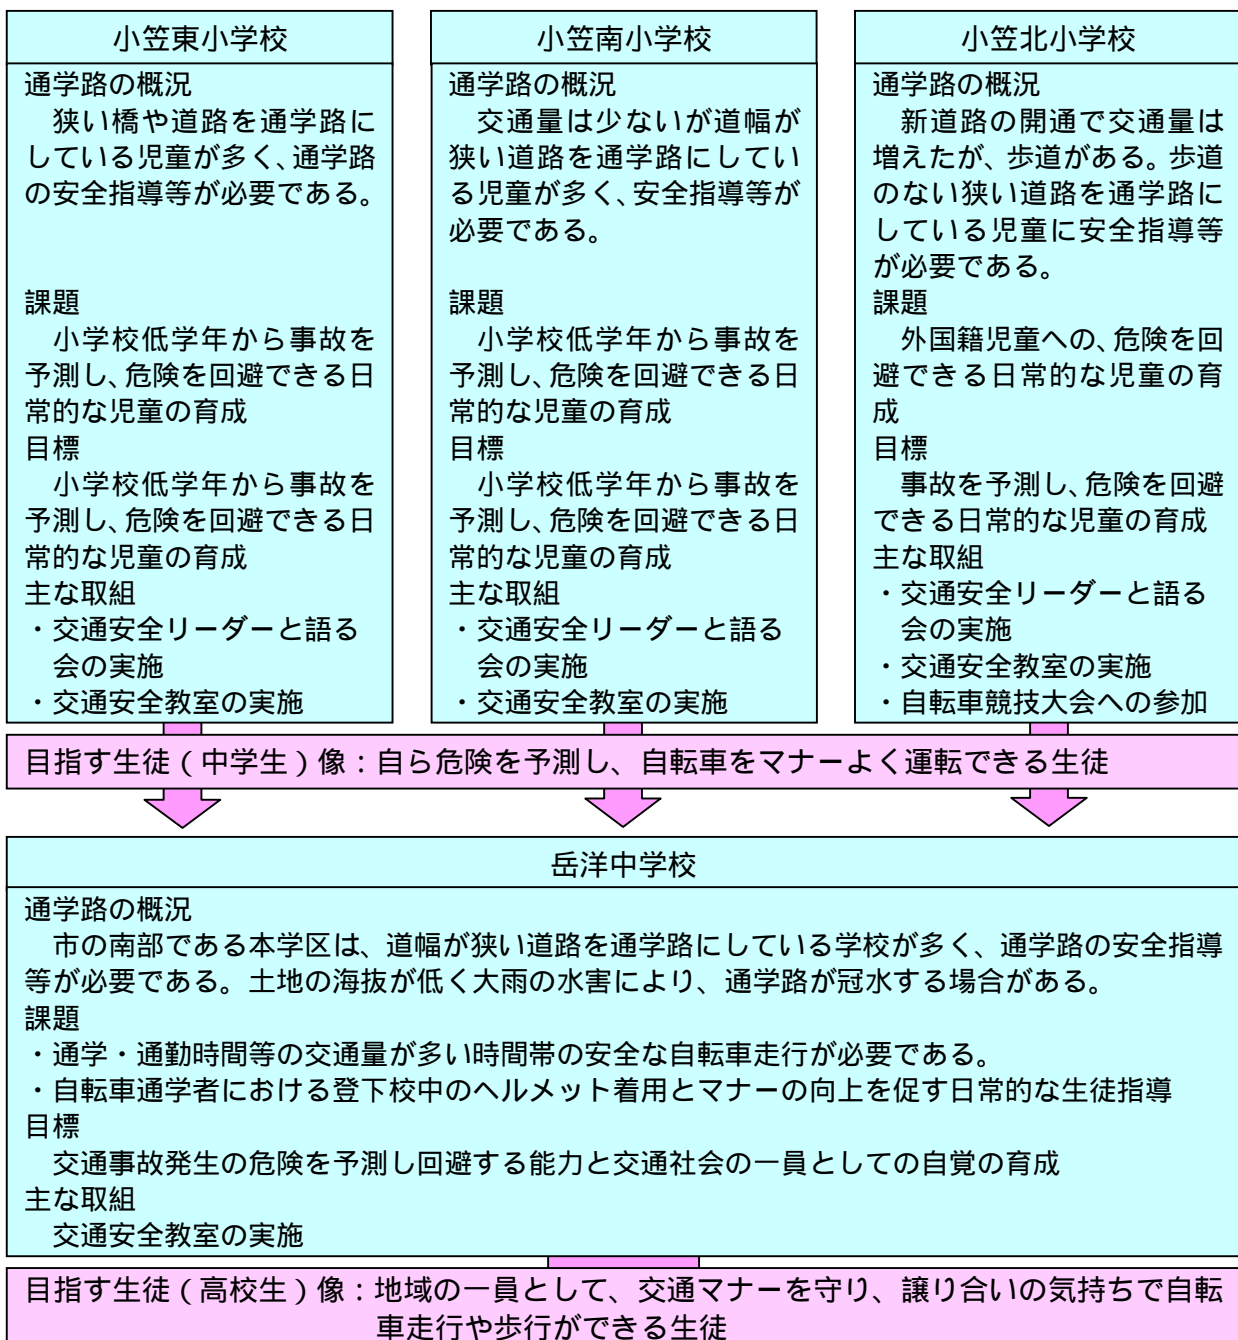 小笠東小学校
通学路の概況
狭い橋や道路を通学路に
している児童が多く、通学路
の安全指導等が必要である。
課題
小学校低学年から事故を
予測し、危険を回避できる日
常的な児童の育成
目標
小学校低学年から事故を
予測し、危険を回避できる日
常的な児童の育成
主な取組
・交通安全リーダーと語る
会の実施
・交通安全教室の実施
小笠南小学校
通学路の概況
交通量は少ないが道幅が
狭い道路を通学路にしてい
る児童が多く、安全指導等が
必要である。
課題
小学校低学年から事故を
予測し、危険を回避できる日
常的な児童の育成
目標
小学校低学年から事故を
予測し、危険を回避できる日
常的な児童の育成
主な取組
・交通安全リーダーと語る
会の実施
・交通安全教室の実施
小笠北小学校
通学路の概況
新道路の開通で交通量は
増えたが、歩道がある。歩道
のない狭い道路を通学路に
している児童に安全指導等
が必要である。
課題
外国籍児童への、危険を回
避できる日常的な児童の育
成
目標
事故を予測し、危険を回避
できる日常的な児童の育成
主な取組
・交通安全リーダーと語る
会の実施
・交通安全教室の実施
・自転車競技大会への参加
目指す生徒（中学生）像：自ら危険を予測し、自転車をマナーよく運転できる生徒
岳洋中学校
通学路の概況
市の南部である本学区は、道幅が狭い道路を通学路にしている学校が多く、通学路の安全指導
等が必要である。土地の海抜が低く大雨の水害により、通学路が冠水する場合がある。
課題
・通学・通勤時間等の交通量が多い時間帯の安全な自転車走行が必要である。
・自転車通学者における登下校中のヘルメット着用とマナーの向上を促す日常的な生徒指導
目標
交通事故発生の危険を予測し回避する能力と交通社会の一員としての自覚の育成
主な取組
交通安全教室の実施
目指す生徒（高校生）像：地域の一員として、交通マナーを守り、譲り合いの気持ちで自転
車走行や歩行ができる生徒